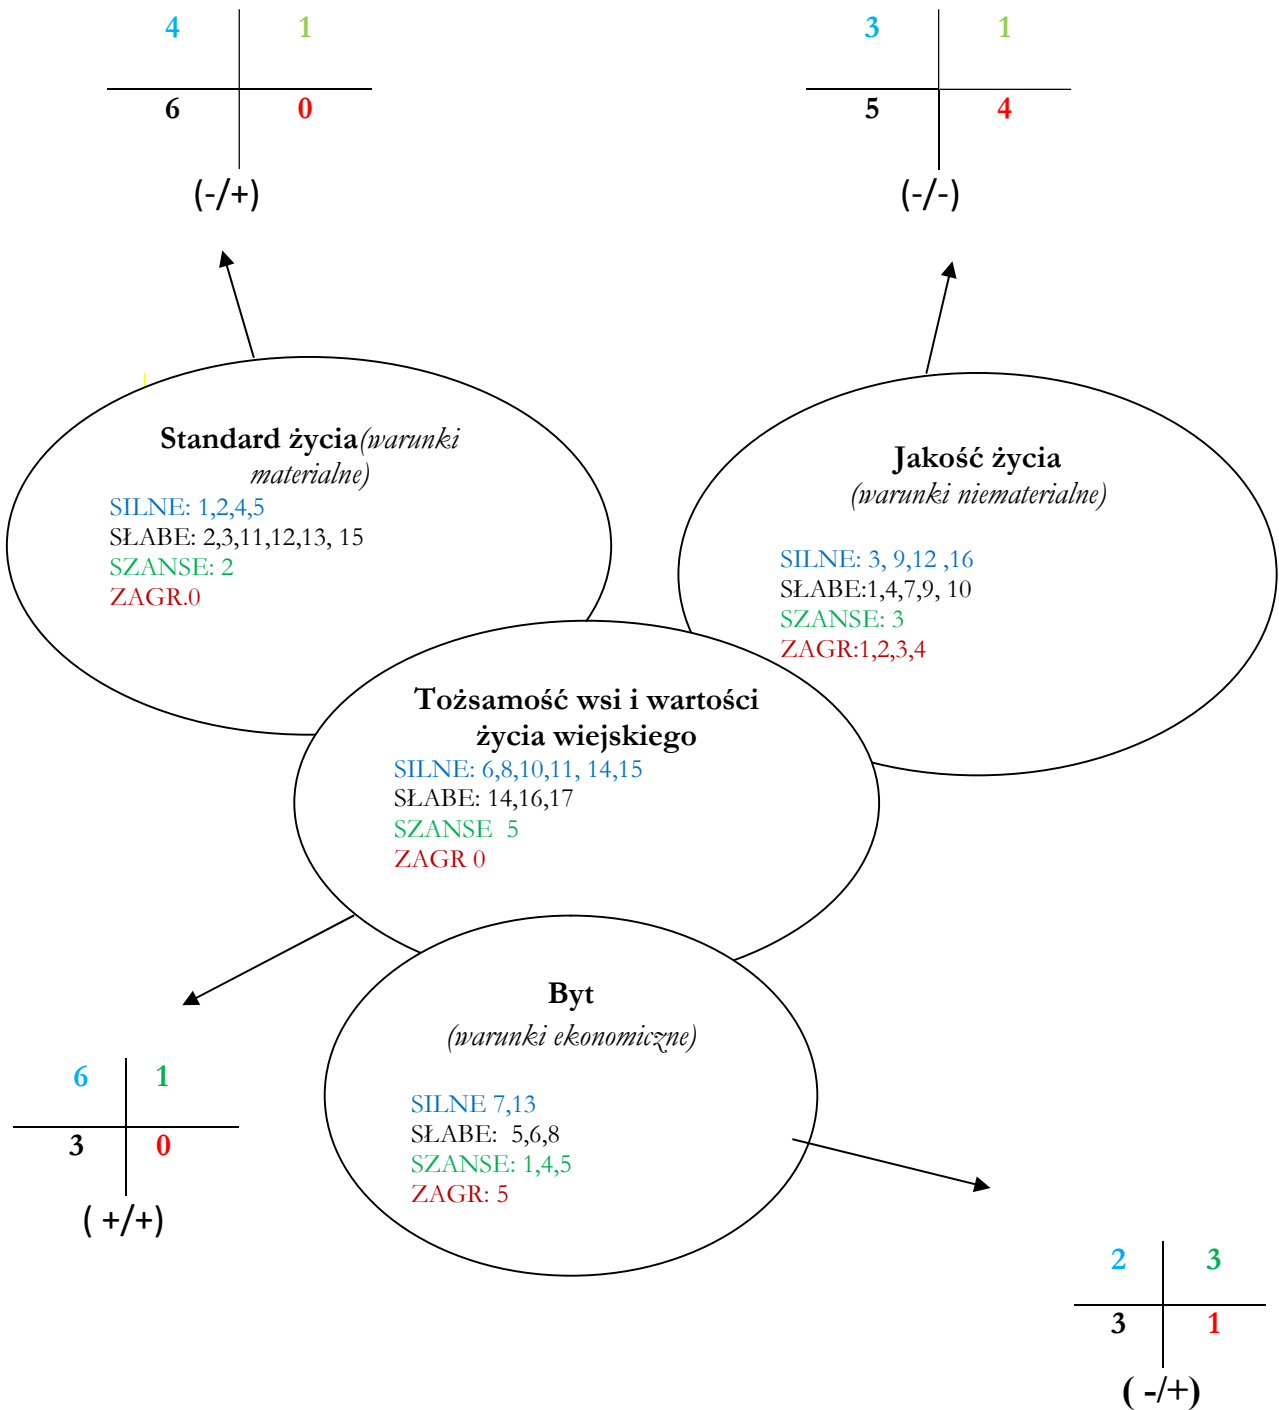 4 1
6 0
(-/+)
3 1
5 4
(-/-)
Standard życia(warunki
materialne)
SILNE: 1,2,4,5
SŁABE: 2,3,11,12,13, 15
SZANSE: 2
ZAGR.0
Jakość życia
(warunki niematerialne)
SILNE: 3, 9,12 ,16
SŁABE:1,4,7,9, 10
SZANSE: 3
ZAGR:1,2,3,4
Tożsamość wsi i wartości
życia wiejskiego
SILNE: 6,8,10,11, 14,15
SŁABE: 14,16,17
SZANSE 5
ZAGR 0
6 1
3 0
( +/+)
Byt
(warunki ekonomiczne)
SILNE 7,13
SŁABE: 5,6,8
SZANSE: 1,4,5
ZAGR: 5
2 3
3 1
( -/+)